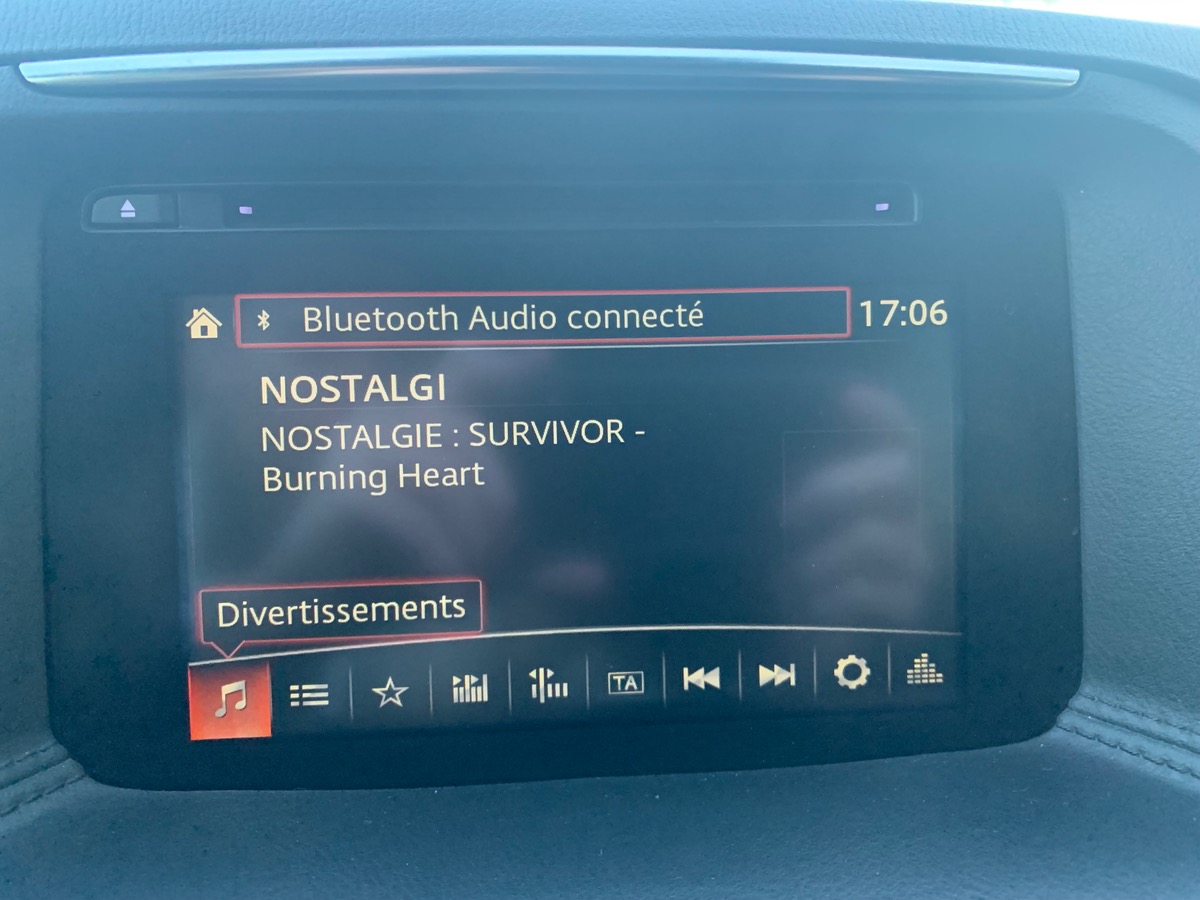 Bluetooth Audio connecté 17:06
NOSTALGI
NOSTALGIE : SURVIVOR -
Burning Heart
Divertissements
TA